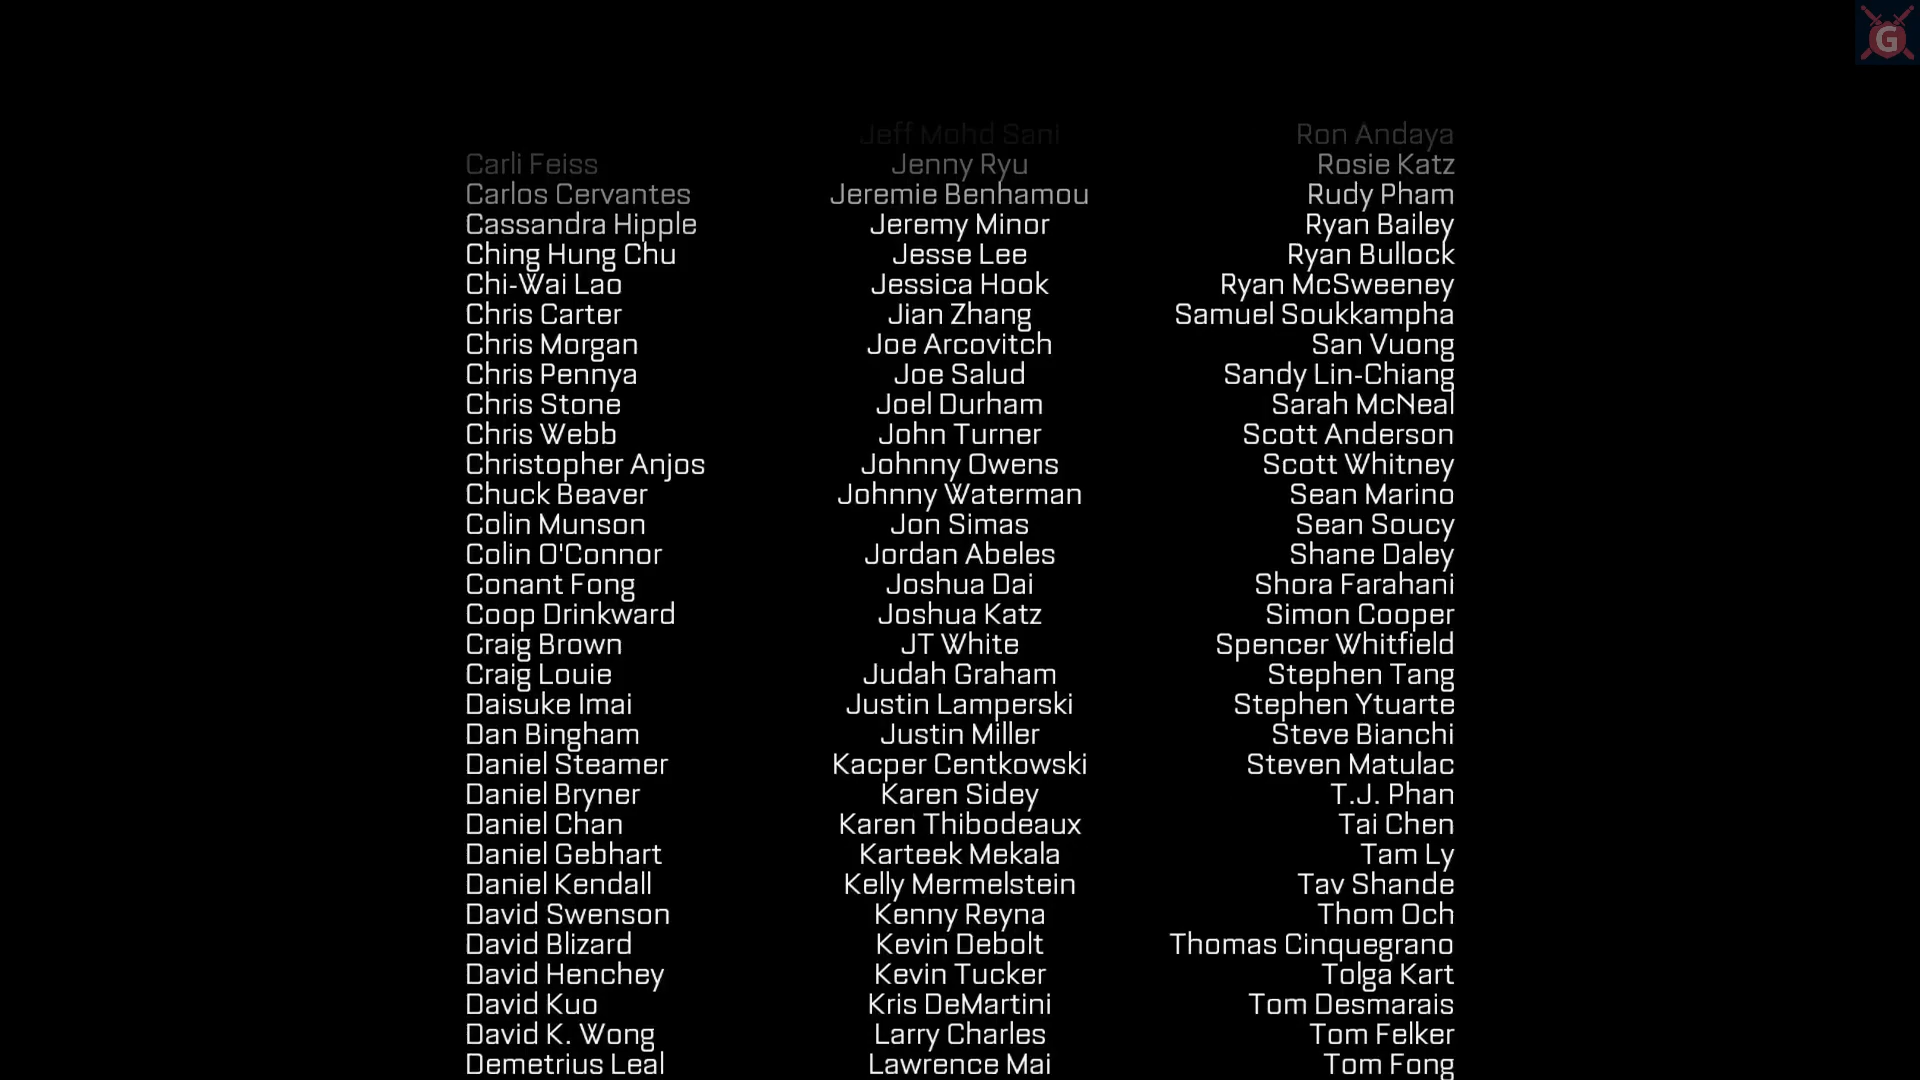 Jeff Mohd Sani Ron Andaya
Carli Feiss Jenny Ryu Rosie Katz
Carlos Cervantes Jeremie Benhamou Rudy Pham
Cassandra Hipple Jeremy Minor Ryan Bailey
Ching Hung Chu Jesse Lee Ryan Bullock
Chi-Wai Lao Jessica Hook Ryan McSweeney
Chris Carter Jian Zhang Samuel Soukkampha
Chris Morgan Joe Arcovitch San Vuong
Chris Pennya Joe Salud Sandy Lin-Chiang
Chris Stone Joel Durham Sarah McNeal
Chris Webb John Turner Scott Anderson
Christopher Anjos Johnny Owens Scott Whitney
Chuck Beaver Johnny Waterman Sean Marino
Colin Munson Jon Simas Sean Soucy
Colin O'Connor Jordan Abeles Shane Daley
Conant Fong Joshua Dai Shora Farahani
Coop Drinkward Joshua Katz Simon Cooper
Craig Brown JT White Spencer Whitfield
Craig Louie Judah Graham Stephen Tang
Daisuke Imai Justin Lamperski Stephen Ytuarte
Dan Bingham Justin Miller Steve Bianchi
Daniel Steamer Kacper Centkowski Steven Matulac
Daniel Bryner Karen Sidey T.J. Phan
Daniel Chan Karen Thibodeaux Tai Chen
Daniel Gebhart Karteek Mekala Tam Ly
Daniel Kendall Kelly Mermelstein Tav Shande
David Swenson Kenny Reyna Thom Och
David Blizard Kevin Debolt Thomas Cinquegrano
David Henchey Kevin Tucker Tolga Kart
David Kuo Kris DeMartini Tom Desmarais
David K. Wong Larry Charles Tom Felker
Demetrius Leal Lawrence Mai Tom Fong
G